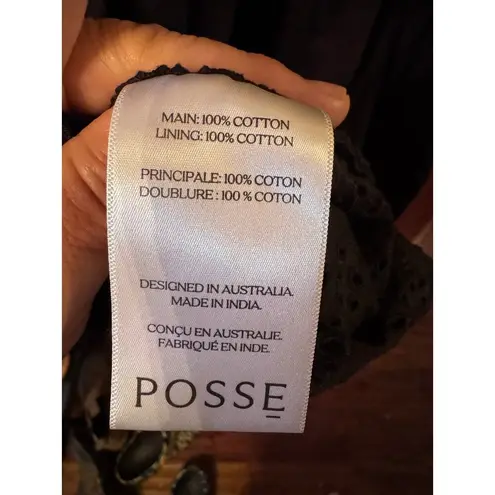 MAIN: 100% COTTON
LINING: 100% COTTON
PRINCIPALE: 100% COTON
DOUBLURE : 100 % COTON
DESIGNED IN AUSTRALIA.
MADE IN INDIA.
CONÇU EN AUSTRALIE.
FABRIQUÉ EN INDE.
POSSE